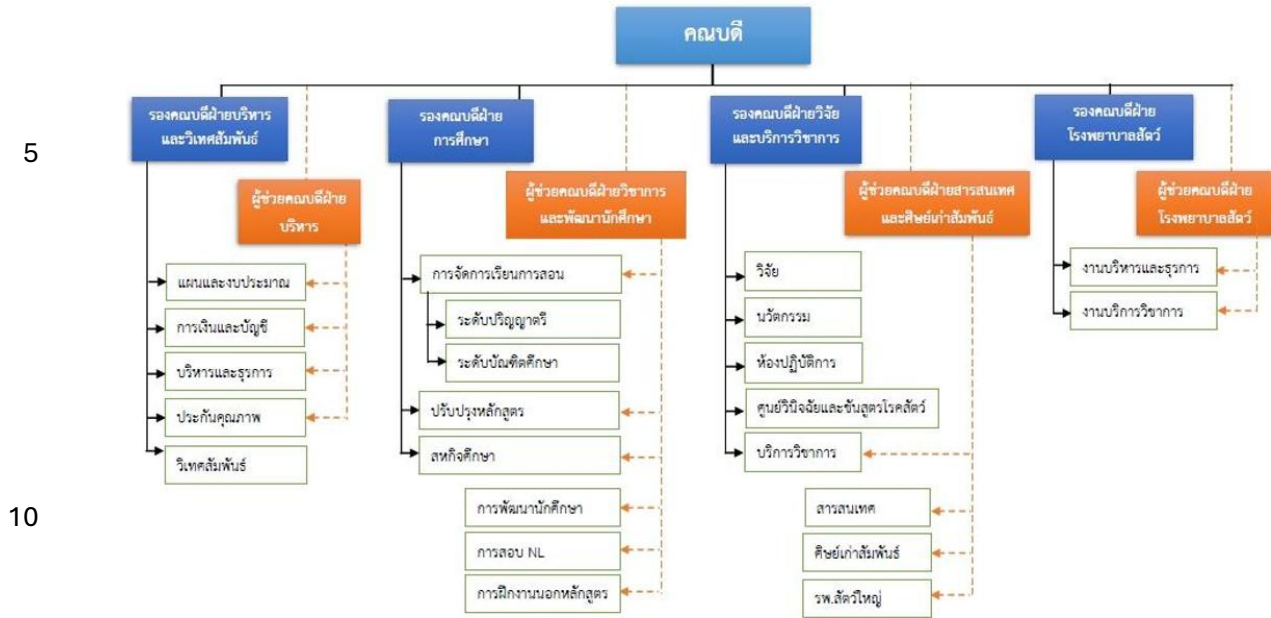 คณบดี
รองคณบดีฝ่ายบริหาร
และวิเทศสัมพันธ์
รองคณบดีฝ่าย
การศึกษา
รองคณบดีฝ่ายวิจัย
และบริการวิชาการ
รองคณบดีฝ่าย
โรงพยาบาลสัตว์
5
ผู้ช่วยคณบดีฝ่าย
บริหาร
ผู้ช่วยคณบดีฝ่ายวิชาการ
และพัฒนานักศึกษา
ผู้ช่วยคณบดีฝ่ายสารสนเทศ
และศิษย์เก่าสัมพันธ์
ผู้ช่วยคณบดีฝ่าย
โรงพยาบาลสัตว์
แผนและงบประมาณ
การเงินและบัญชี
บริหารและธุรการ
ประกันคุณภาพ
วิเทศสัมพันธ์
การจัดการเรียนการสอน
ระดับปริญญาตรี
ระดับบัณฑิตศึกษา
ปรับปรุงหลักสูตร
สหกิจศึกษา
การพัฒนานักศึกษา
การสอบ NL
การฝึกงานนอกหลักสูตร
วิจัย
นวัตกรรม
ห้องปฏิบัติการ
ศูนย์วินิจฉัยและชันสูตรโรคสัตว์
บริการวิชาการ
สารสนเทศ
ศิษย์เก่าสัมพันธ์
รพ.สัตว์ใหญ่
งานบริหารและธุรการ
งานบริการวิชาการ
10